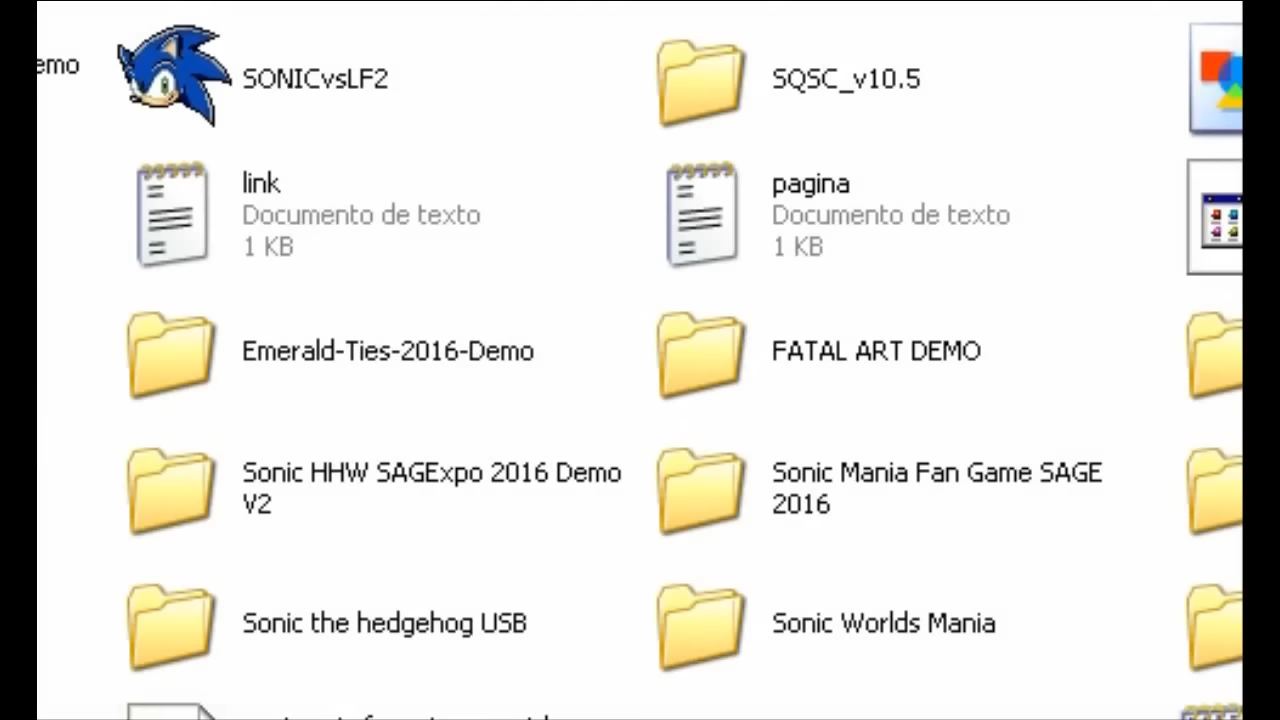 emo
SONICvsLF2
SQSC_v10.5
link
Documento de texto
1 KB
pagina
Documento de texto
1 KB
Emerald-Ties-2016-Demo
FATAL ART DEMO
Sonic HHW SAGExpo 2016 Demo
V2
Sonic Mania Fan Game SAGE
2016
Sonic the hedgehog USB
Sonic Worlds Mania